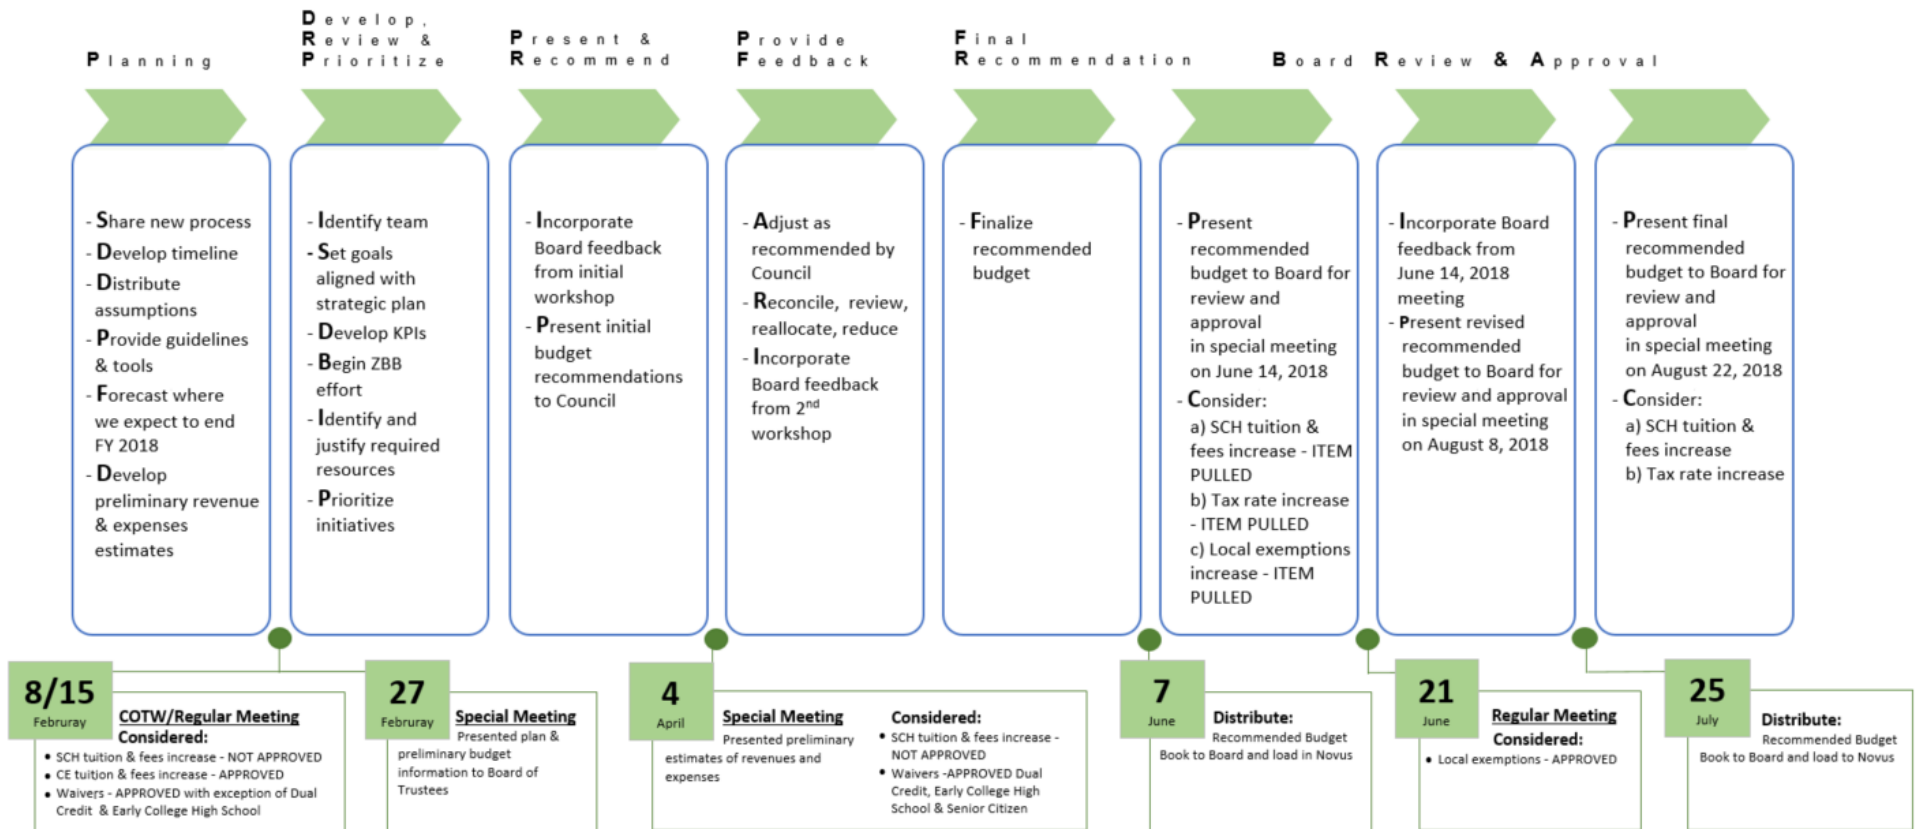 Planning
Develop,
Review &
Prioritize
Present &
Recommend
Provide
Feedback
Final
Recommendation
Board Review & Approval
- Share new process
- Develop timeline
- Distribute
assumptions
- Provide guidelines
& tools
- Forecast where
we expect to end
FY 2018
- Develop
preliminary revenue
& expenses
estimates
- Identify team
- Set goals
aligned with
strategic plan
- Develop KPIs
- Begin ZBB
effort
- Identify and
justify required
resources
- Prioritize
initiatives
- Incorporate
Board feedback
from initial
workshop
- Present initial
budget
recommendations
to Council
- Adjust as
recommended by
Council
- Reconcile, review,
reallocate, reduce
- Incorporate
Board feedback
from 2nd
workshop
- Finalize
recommended
budget
- Present
recommended
budget to Board for
review and
approval
in special meeting
on June 14, 2018
- Consider:
a) SCH tuition &
fees increase - ITEM
PULLED
b) Tax rate increase
- ITEM PULLED
c) Local exemptions
increase - ITEM
PULLED
- Incorporate Board
feedback from
June 14, 2018
meeting
- Present revised
recommended
budget to Board for
review and approval
in special meeting
on August 8, 2018
- Present final
recommended
budget to Board for
review and
approval
in special meeting
on August 22, 2018
- Consider:
a) SCH tuition &
fees increase
b) Tax rate increase
8/15
Februray
COTW/Regular Meeting
Considered:
• SCH tuition & fees increase - NOT APPROVED
• CE tuition & fees increase - APPROVED
• Waivers - APPROVED with exception of Dual
Credit & Early College High School
27
Februray
Special Meeting
Presented plan &
preliminary budget
information to Board of
Trustees
4
April
Special Meeting
Presented preliminary
estimates of revenues and
expenses
Considered:
• SCH tuition & fees increase -
NOT APPROVED
• Waivers -APPROVED Dual
Credit, Early College High
School & Senior Citizen
7
June
Distribute:
Recommended Budget
Book to Board and load in Novus
21
June
Regular Meeting
Considered:
• Local exemptions - APPROVED
25
July
Distribute:
Recommended Budget
Book to Board and load to Novus